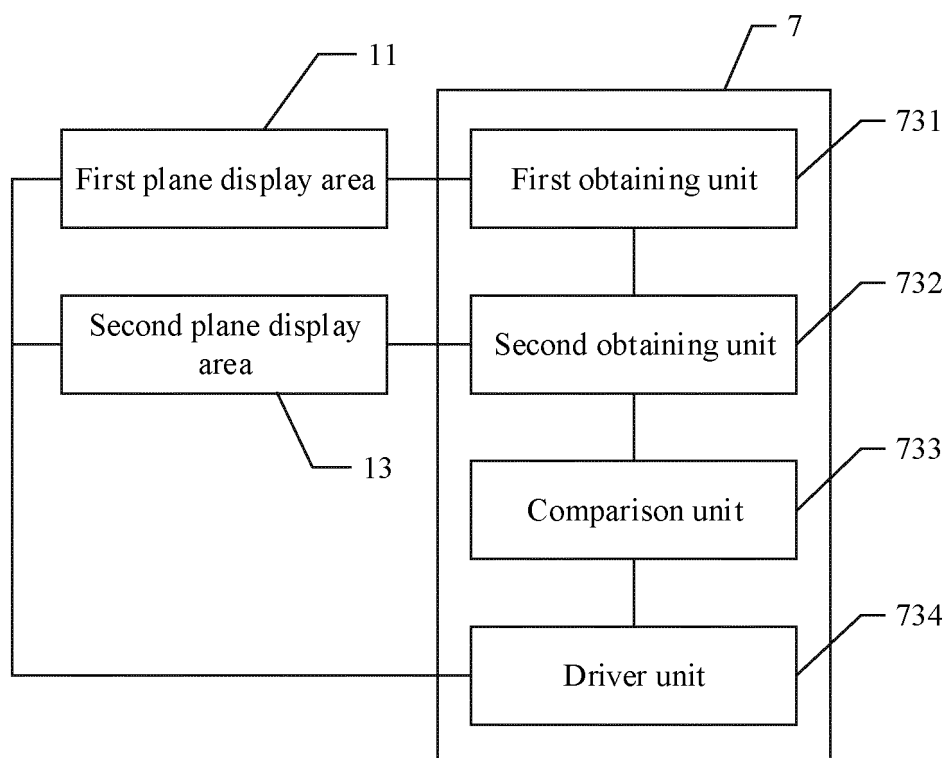 11
7
First plane display area
First obtaining unit
731
Second plane display
area
Second obtaining unit
732
13
Comparison unit
733
Driver unit
734